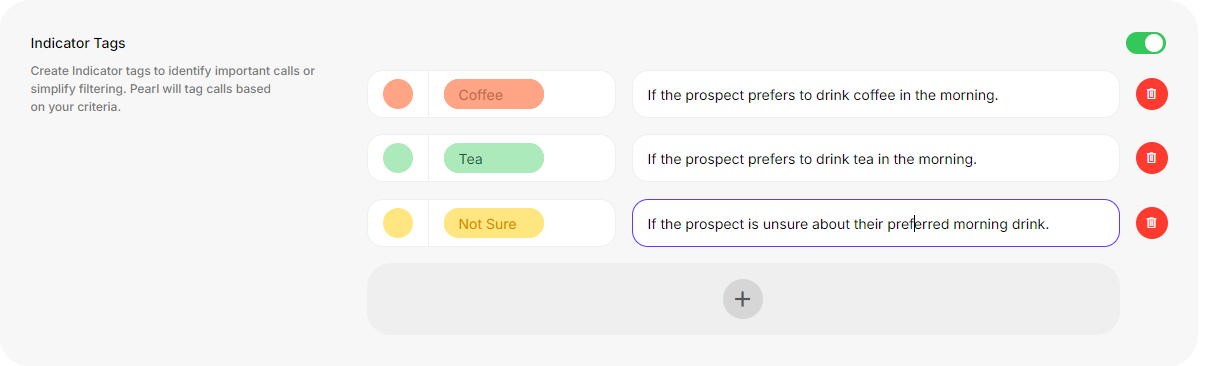 Indicator Tags
Create Indicator tags to identify important calls or
simplify filtering. Pearl will tag calls based
on your criteria.
Coffee
If the prospect prefers to drink coffee in the morning.
Tea
If the prospect prefers to drink tea in the morning.
Not Sure
If the prospect is unsure about their preferred morning drink.